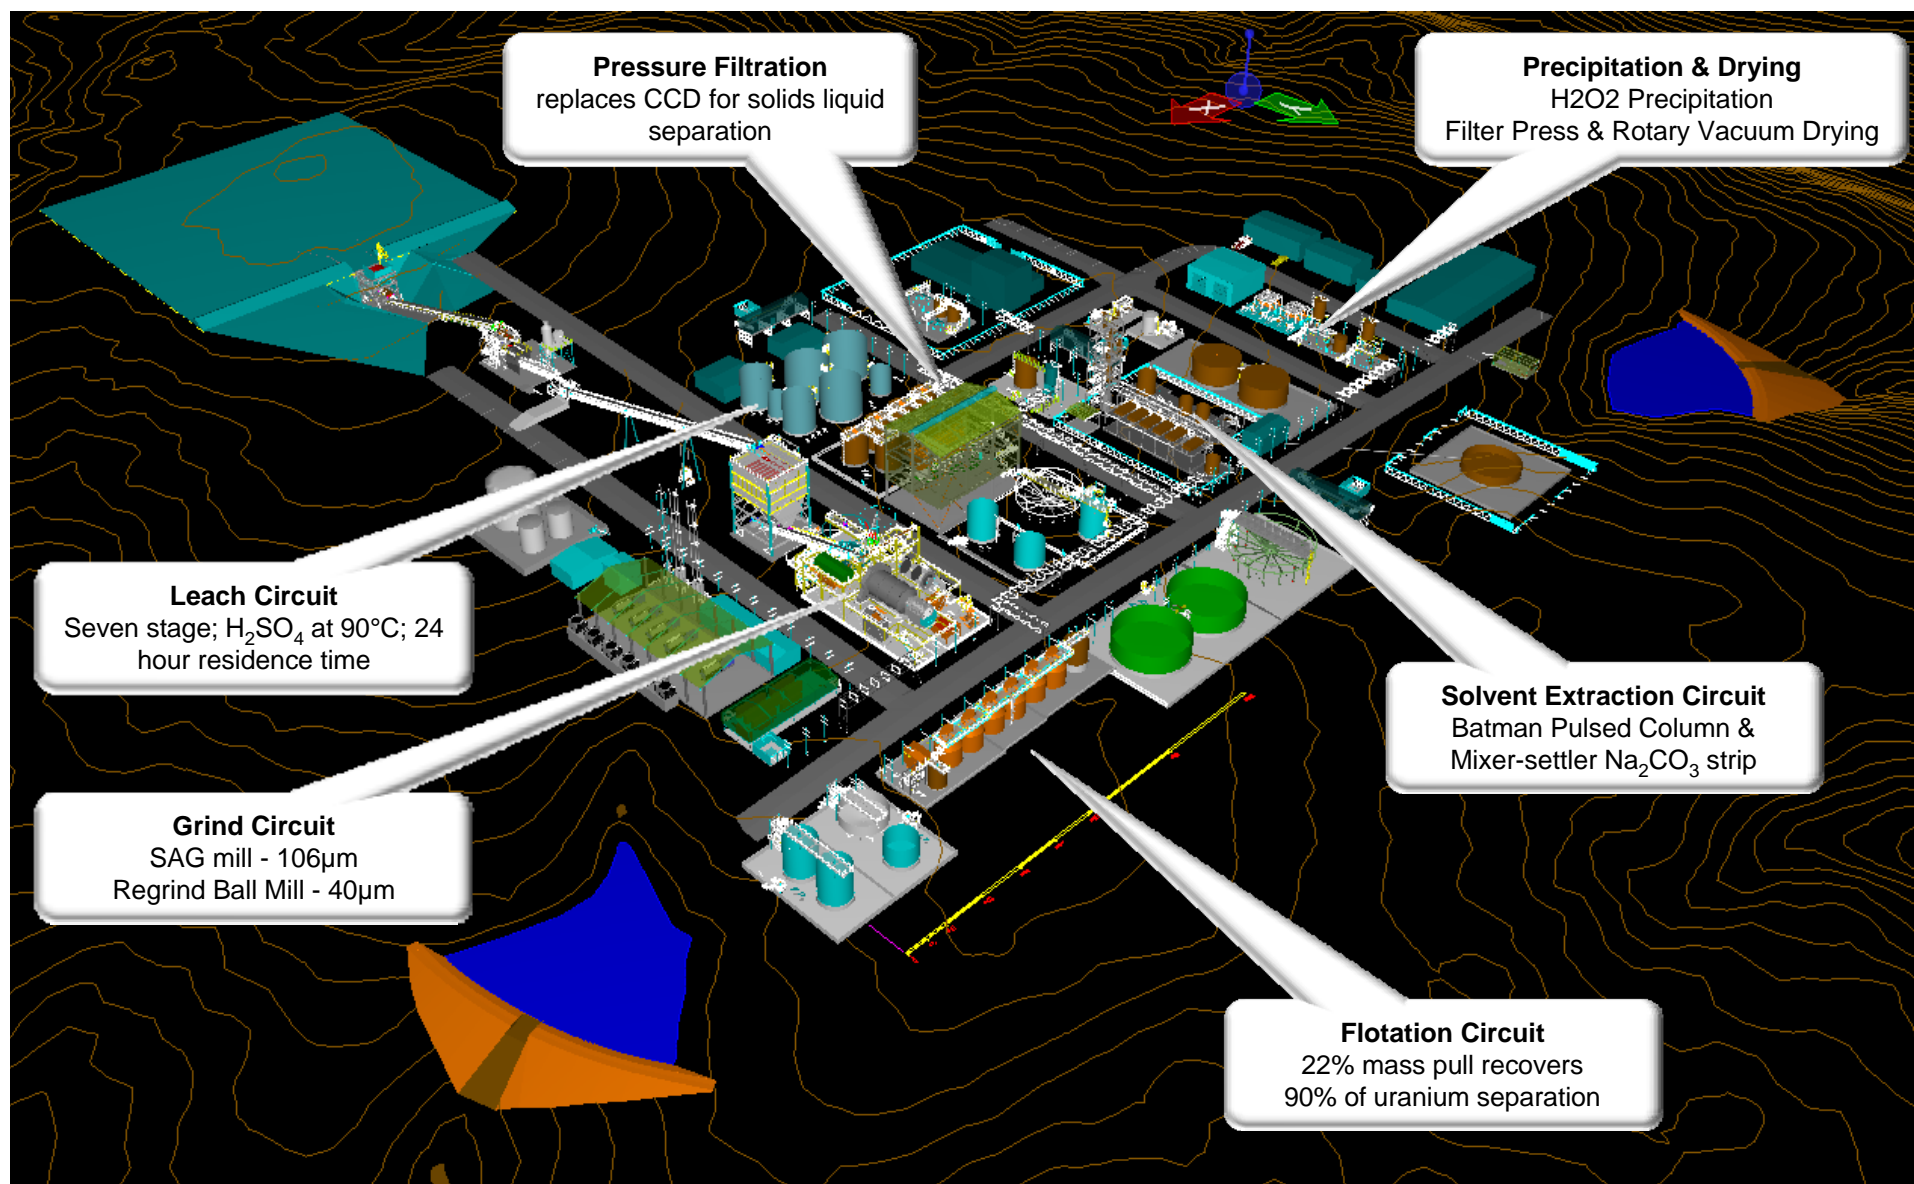 Pressure Filtration
replaces CCD for solids liquid
separation
Precipitation & Drying
H2O2 Precipitation
Filter Press & Rotary Vacuum Drying
X
Y
Leach Circuit
Seven stage; H₂SO₄ at 90°C; 24
hour residence time
Solvent Extraction Circuit
Batman Pulsed Column &
Mixer-settler Na₂CO₃ strip
Grind Circuit
SAG mill - 106µm
Regrind Ball Mill - 40µm
Flotation Circuit
22% mass pull recovers
90% of uranium separation